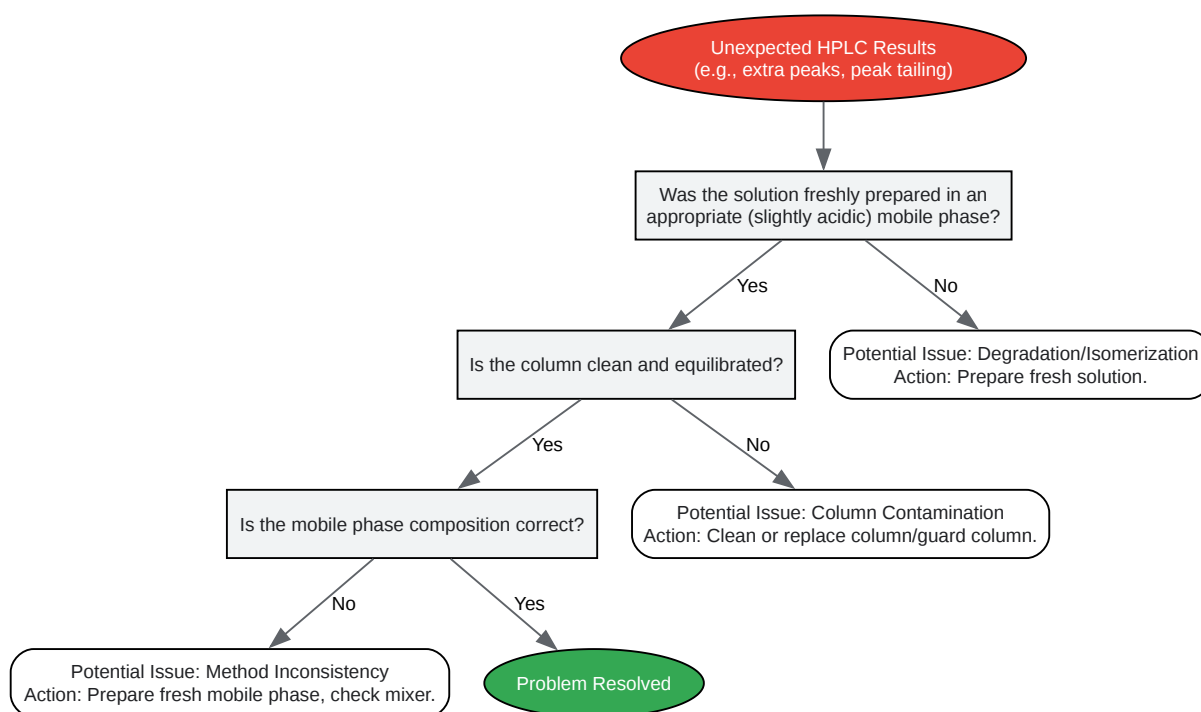 Unexpected HPLC Results
(e.g., extra peaks, peak tailing)
Was the solution freshly prepared in an
appropriate (slightly acidic) mobile phase?
Yes
No
Is the column clean and equilibrated?
Potential Issue: Degradation/Isomerization
Action: Prepare fresh solution.
Yes
No
Is the mobile phase composition correct?
Potential Issue: Column Contamination
Action: Clean or replace column/guard column.
No
Yes
Potential Issue: Method Inconsistency
Action: Prepare fresh mobile phase, check mixer.
Problem Resolved